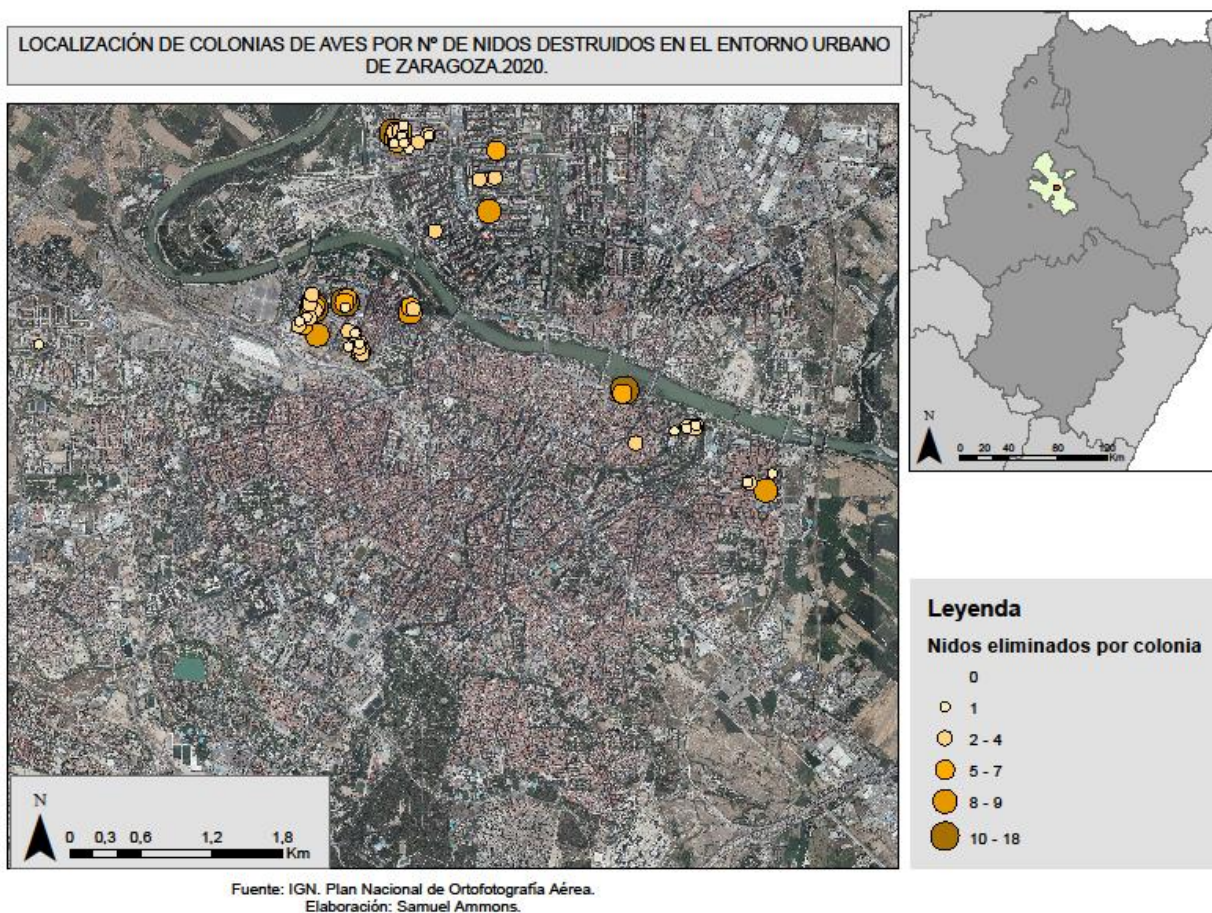 LOCALIZACIÓN DE COLONIAS DE AVES POR Nº DE NIDOS DESTRUIDOS EN EL ENTORNO URBANO
DE ZARAGOZA.2020.
N
0 20 40 60 80 120
Km
Leyenda
Nidos eliminados por colonia
0
1
2 - 4
5 - 7
8 - 9
10 - 18
N
0 0,3 0,6 1,2 1,8
Km
Fuente: IGN. Plan Nacional de Ortofotografía Aérea.
Elaboración: Samuel Ammons.